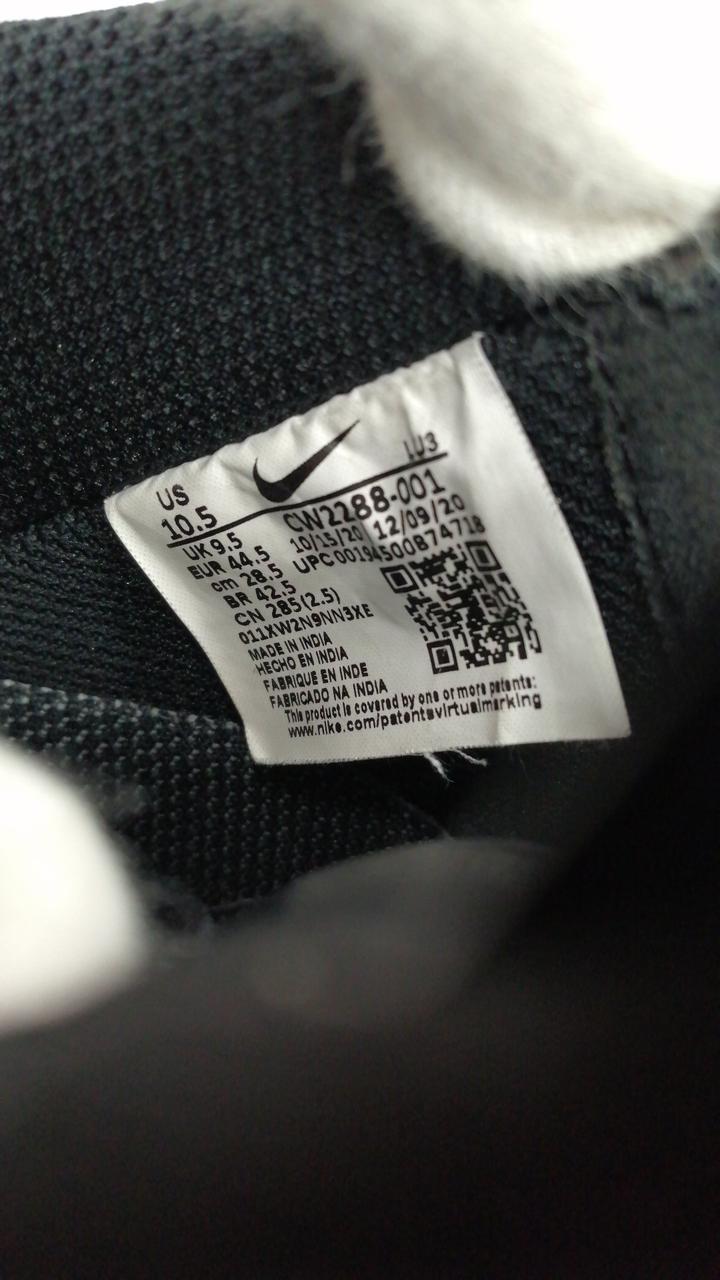 US LU3
10.5 CW2288-001
UK 9.5 10/15/20 12/09/20
EUR 44.5 UPC 00194500874718
cm 28.5
BR 42.5
CN 285(2.5)
011XW2N9NN3XE
MADE IN INDIA
HECHO EN INDIA
FABRIQUE EN INDE
FABRICADO NA INDIA
This product is covered by one or more patents:
www.nike.com/patentsvirtualmarking